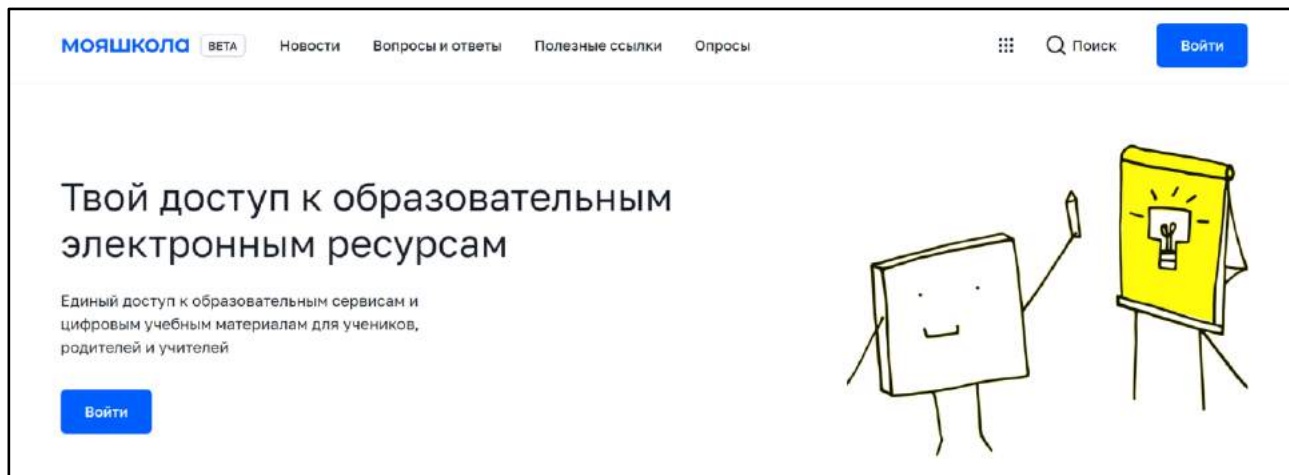 мояшкола BETA Новости Вопросы и ответы Полезные ссылки Опросы Поиск Войти
Твой доступ к образовательным
электронным ресурсам
Единый доступ к образовательным сервисам и
цифровым учебным материалам для учеников,
родителей и учителей
Войти